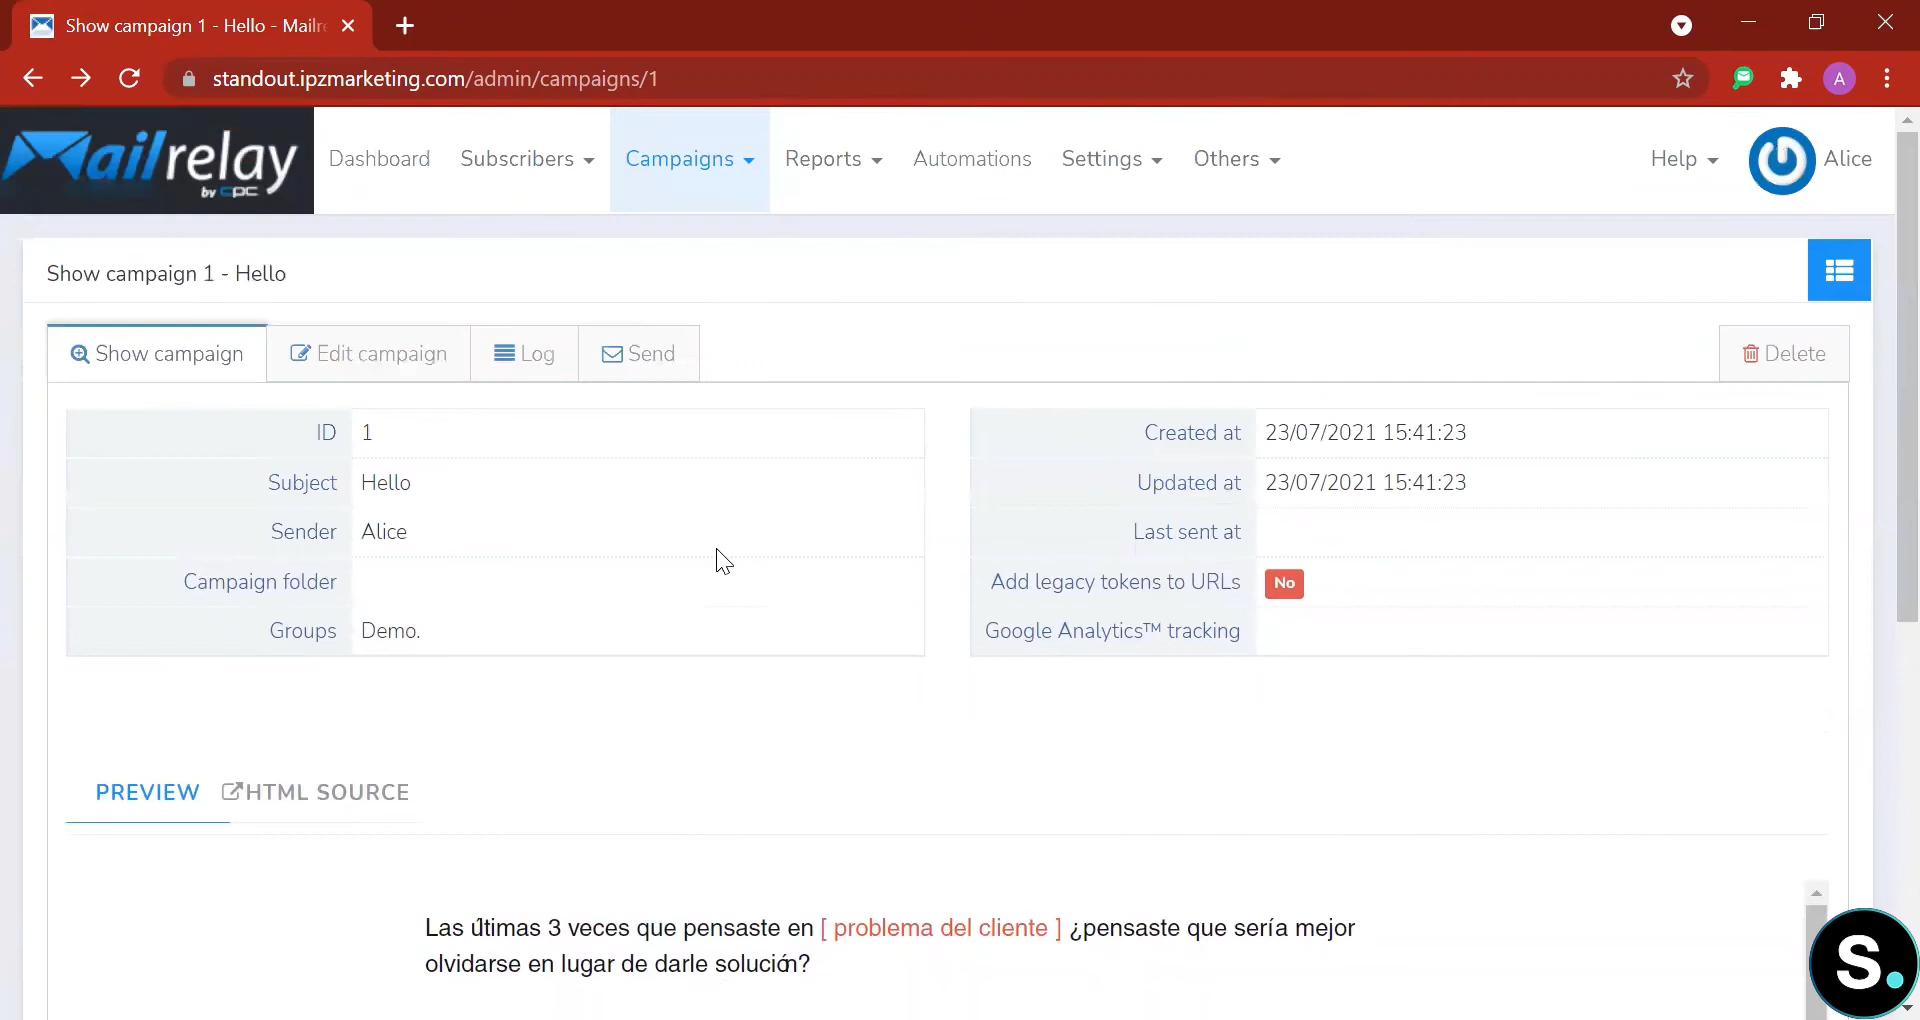 Show campaign 1 - Hello - Mailr
standout.ipzmarketing.com/admin/campaigns/1
A
Mailrelay
by cpc
Dashboard Subscribers Campaigns Reports Automations Settings Others Help Alice
Show campaign 1 - Hello
Show campaign Edit campaign Log Send Delete
ID 1
Subject Hello
Sender Alice
Campaign folder
Groups Demo.
Created at 23/07/2021 15:41:23
Updated at 23/07/2021 15:41:23
Last sent at
Add legacy tokens to URLs No
Google Analytics™ tracking
PREVIEW HTML SOURCE
Las útimas 3 veces que pensaste en [ problema del cliente ] ¿pensaste que sería mejor
olvidarse en lugar de darle solución?
S.